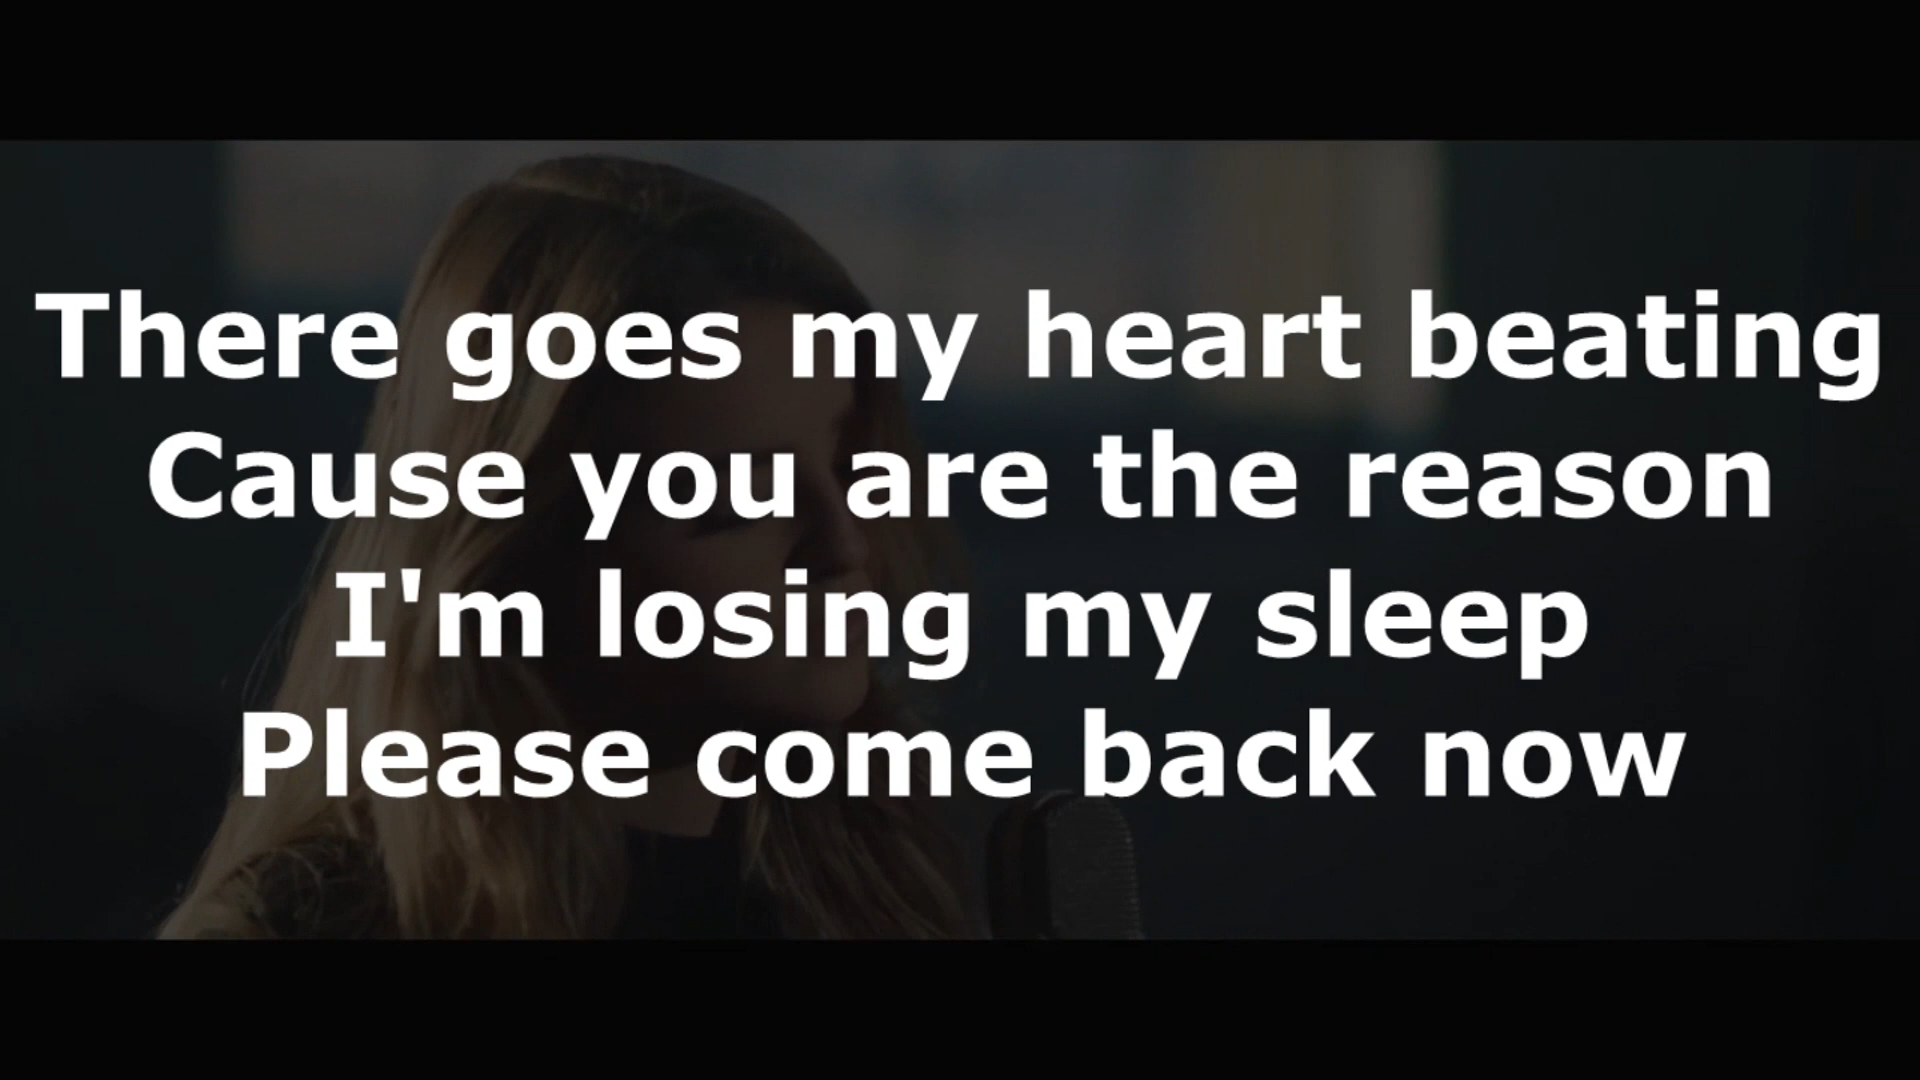 There goes my heart beating
Cause you are the reason
I'm losing my sleep
Please come back now